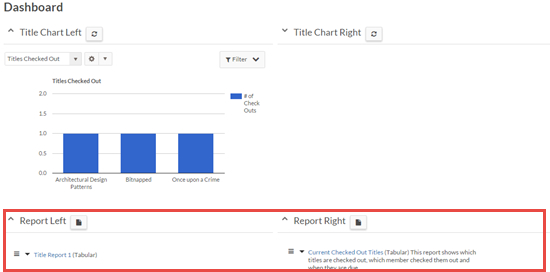 Dashboard
Title Chart Left
Title Chart Right
Titles Checked Out
Filter
Titles Checked Out
2.0
1.5
1.0
0.5
0.0
# of
Check
Outs
Architectural Design
Patterns
Bitnapped
Once upon a Crime
Report Left
Report Right
Title Report 1 (Tabular)
Current Checked Out Titles (Tabular) This report shows which
titles are checked out, which member checked them out and
when they are due.